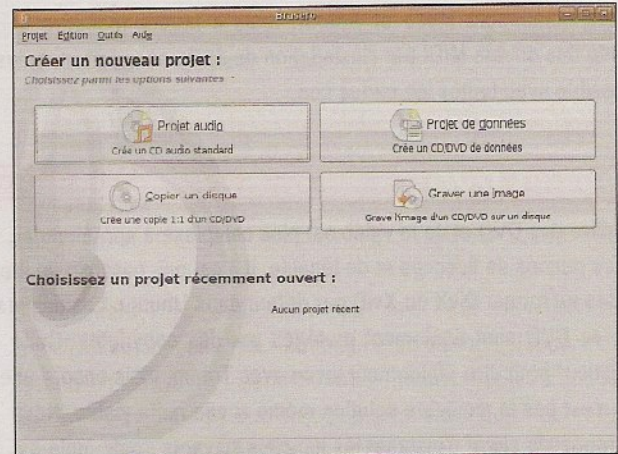 Brasero
Projet Edition Outils Aide
Créer un nouveau projet :
Choisissez parmi les options suivantes
Projet audio
Crée un CD audio standard
Projet de données
Crée un CD/DVD de données
Copier un disque
Crée une copie 1:1 d'un CD/DVD
Graver une image
Grave l'image d'un CD/DVD sur un disque
Choisissez un projet récemment ouvert :
Aucun projet récent